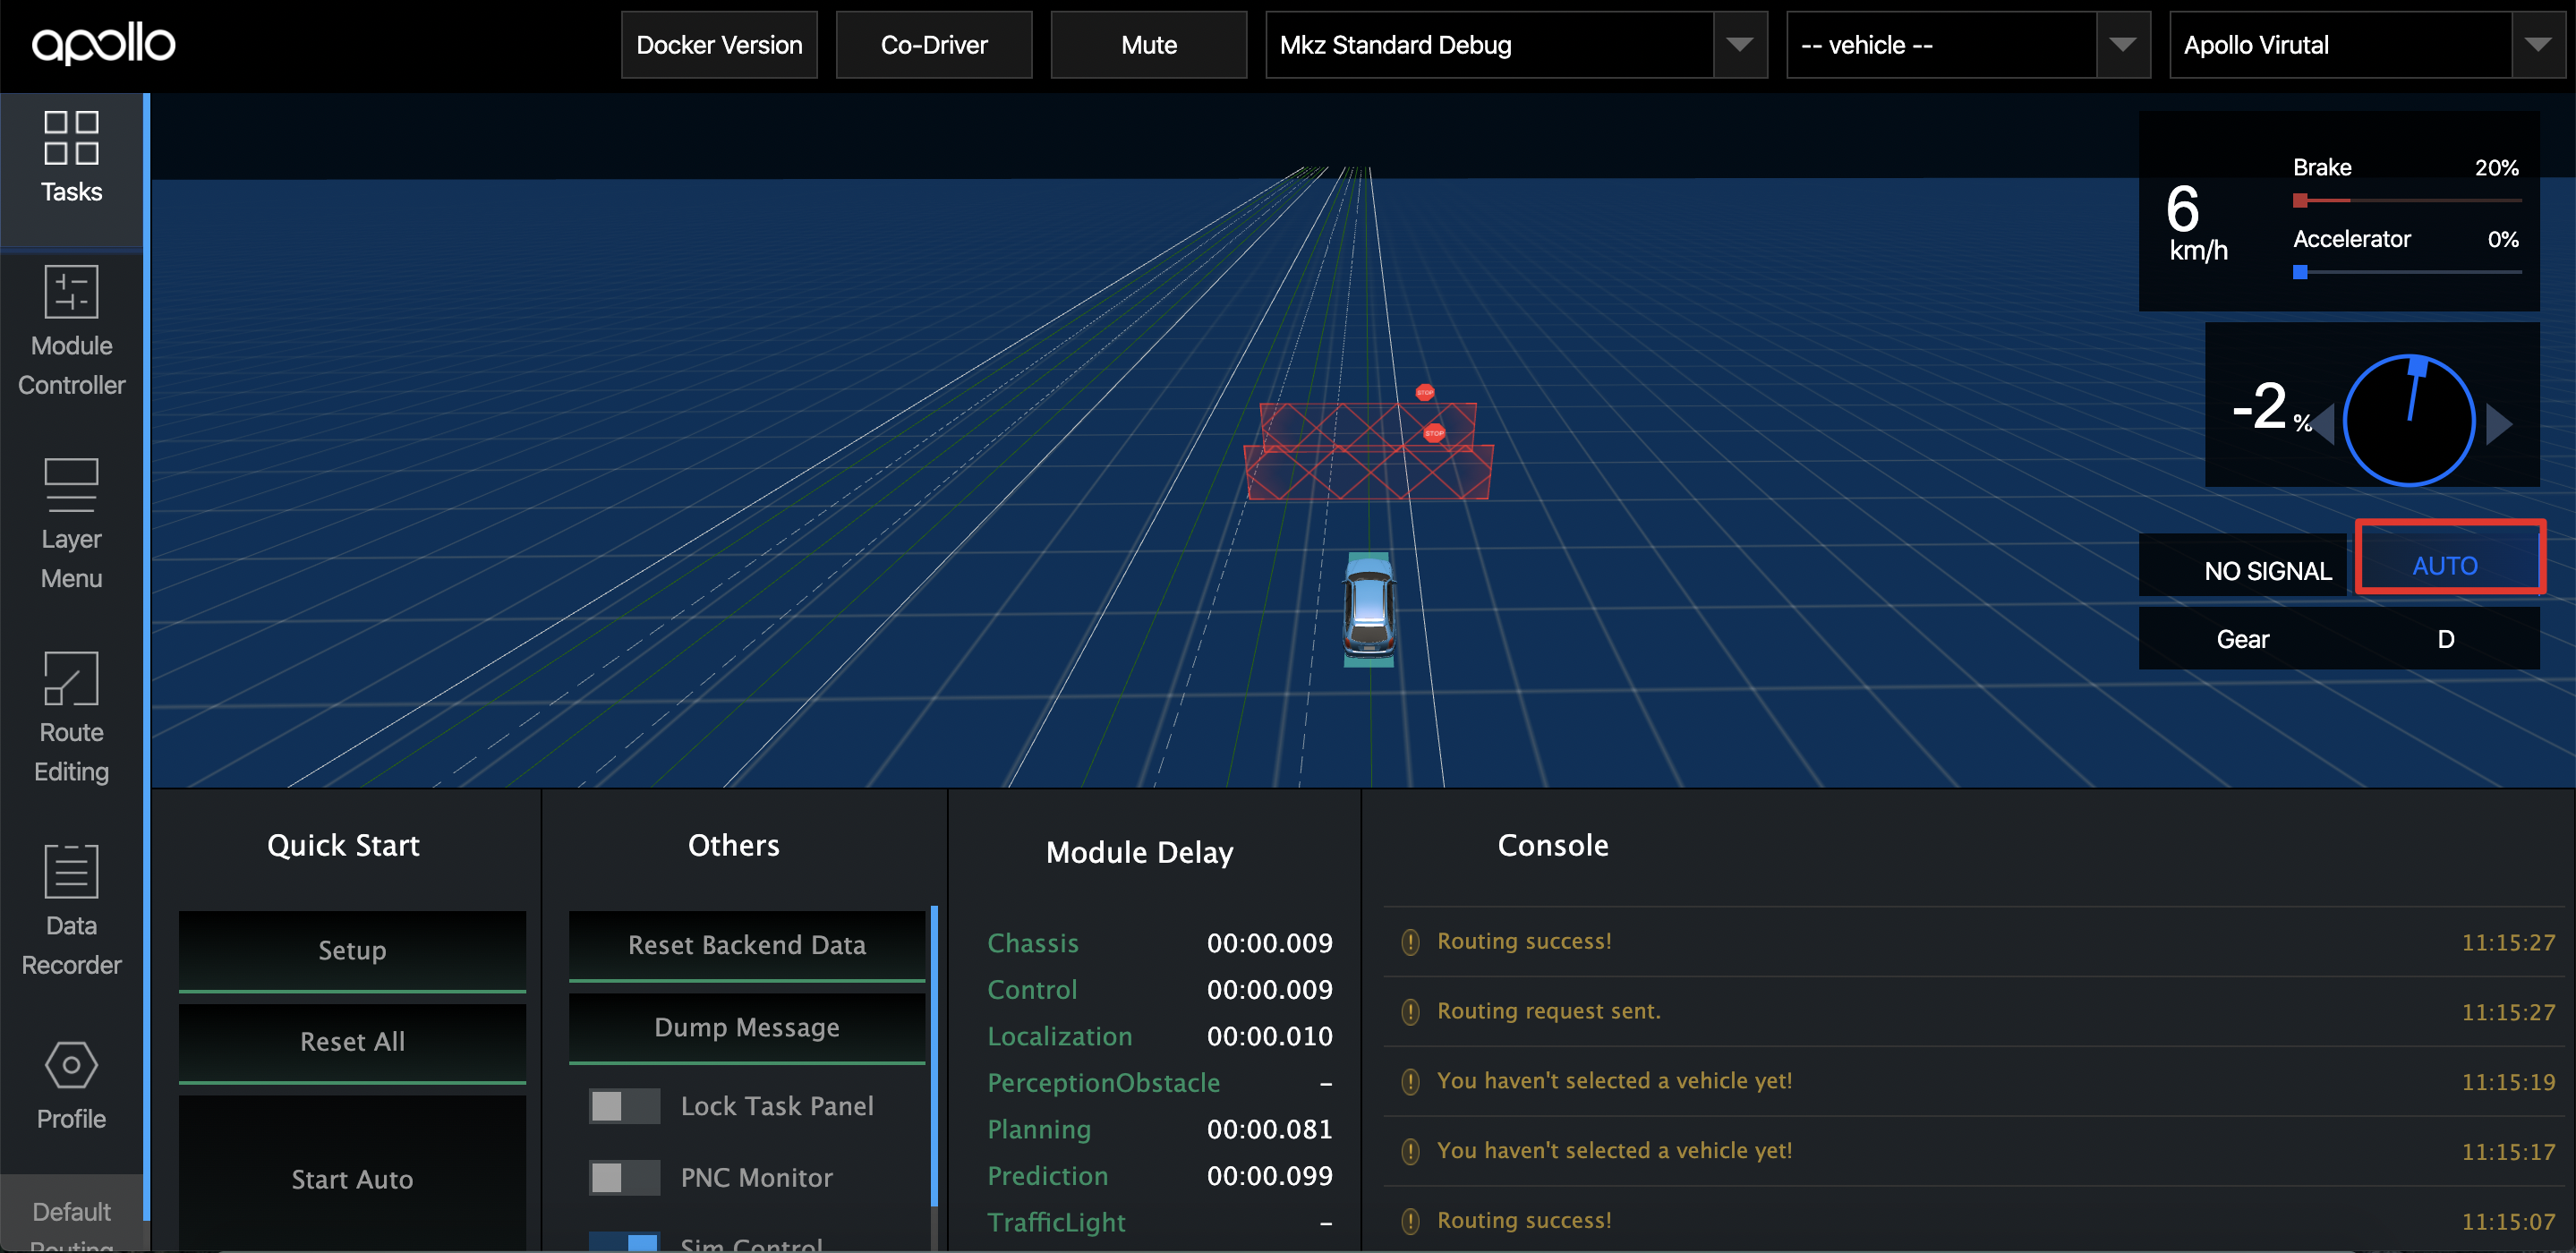 apollo
Docker Version
Co-Driver
Mute
Mkz Standard Debug
-- vehicle --
Apollo Virutal
Tasks
Module
Controller
Layer
Menu
Route
Editing
Data
Recorder
Profile
Default
Routing
6
km/h
Brake 20%
Accelerator 0%
-2 %
STOP
STOP
NO SIGNAL
AUTO
Gear D
Quick Start
Setup
Reset All
Start Auto
Others
Reset Backend Data
Dump Message
Lock Task Panel
PNC Monitor
Sim Control
Module Delay
Chassis 00:00.009
Control 00:00.009
Localization 00:00.010
PerceptionObstacle –
Planning 00:00.081
Prediction 00:00.099
TrafficLight –
Console
Routing success! 11:15:27
Routing request sent. 11:15:27
You haven't selected a vehicle yet! 11:15:19
You haven't selected a vehicle yet! 11:15:17
Routing success! 11:15:07